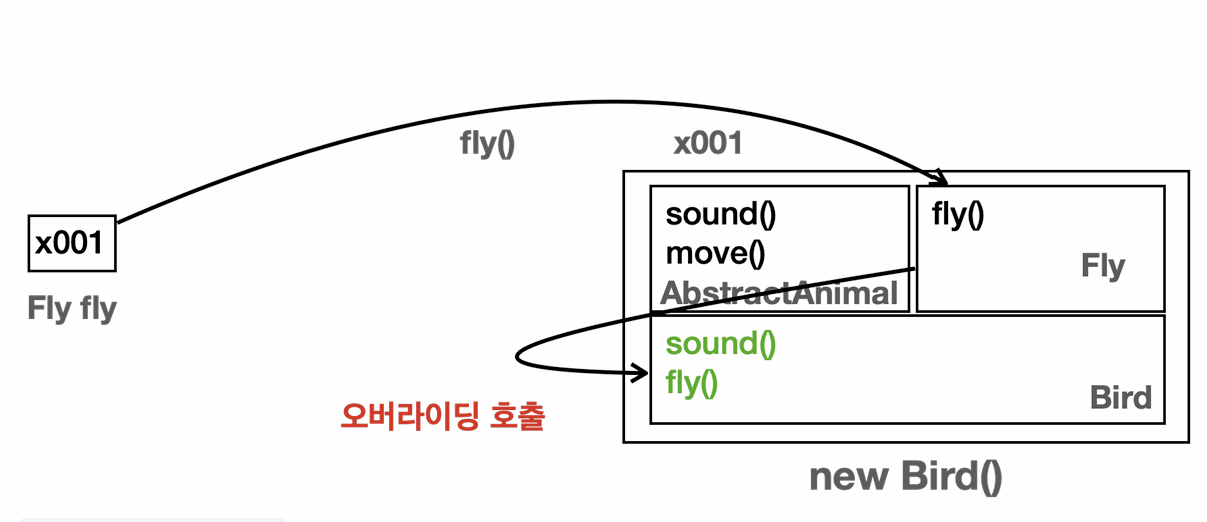 fly()
x001
x001
Fly fly
sound()
move()
AbstractAnimal
fly()
Fly
sound()
fly()
Bird
오버라이딩 호출
new Bird()